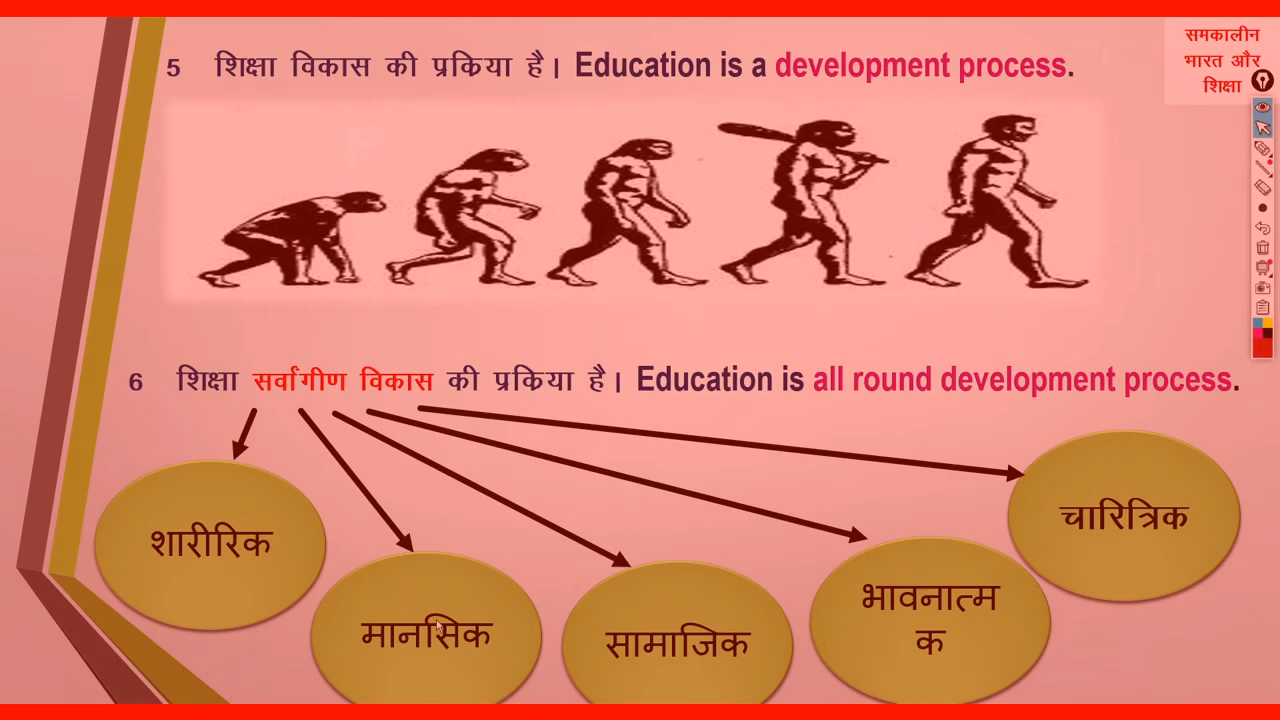 समकालीन
भारत और
शिक्षा
5 शिक्षा विकास की प्रकिया है। Education is a development process.
6 शिक्षा सर्वांगीण विकास की प्रकिया है। Education is all round development process.
शारीरिक
मानसिक
सामाजिक
भावनात्म
क
चारित्रिक